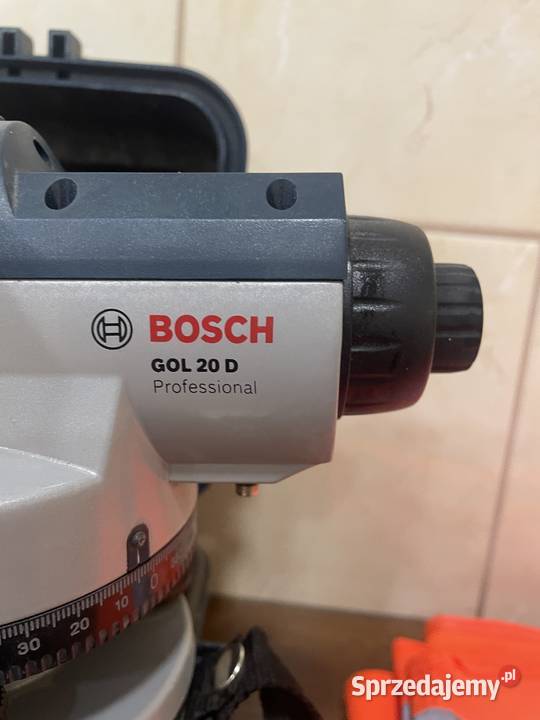 BOSCH
GOL 20 D
Professional
30 20 10 0
Sprzedajemy.pl